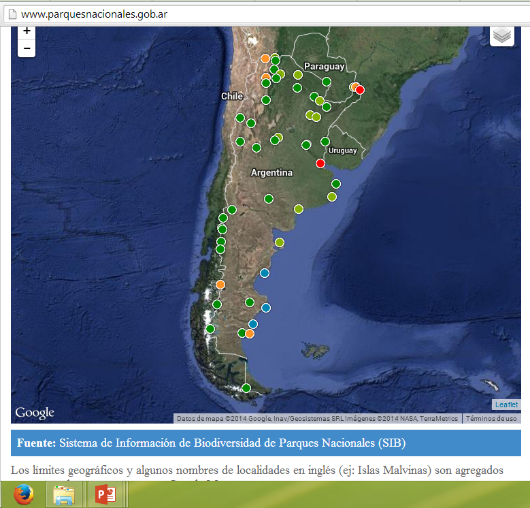 www.parquesnacionales.gob.ar
+
−
Paraguay
Chile
Uruguay
Argentina
Leaflet
Google
Datos de mapa ©2014 Google, Inav/Geosistemas SRL Imágenes ©2014 NASA, TerraMetrics
Términos de uso
Fuente: Sistema de Información de Biodiversidad de Parques Nacionales (SIB)
Los limites geográficos y algunos nombres de localidades en inglés (ej: Islas Malvinas) son agregados